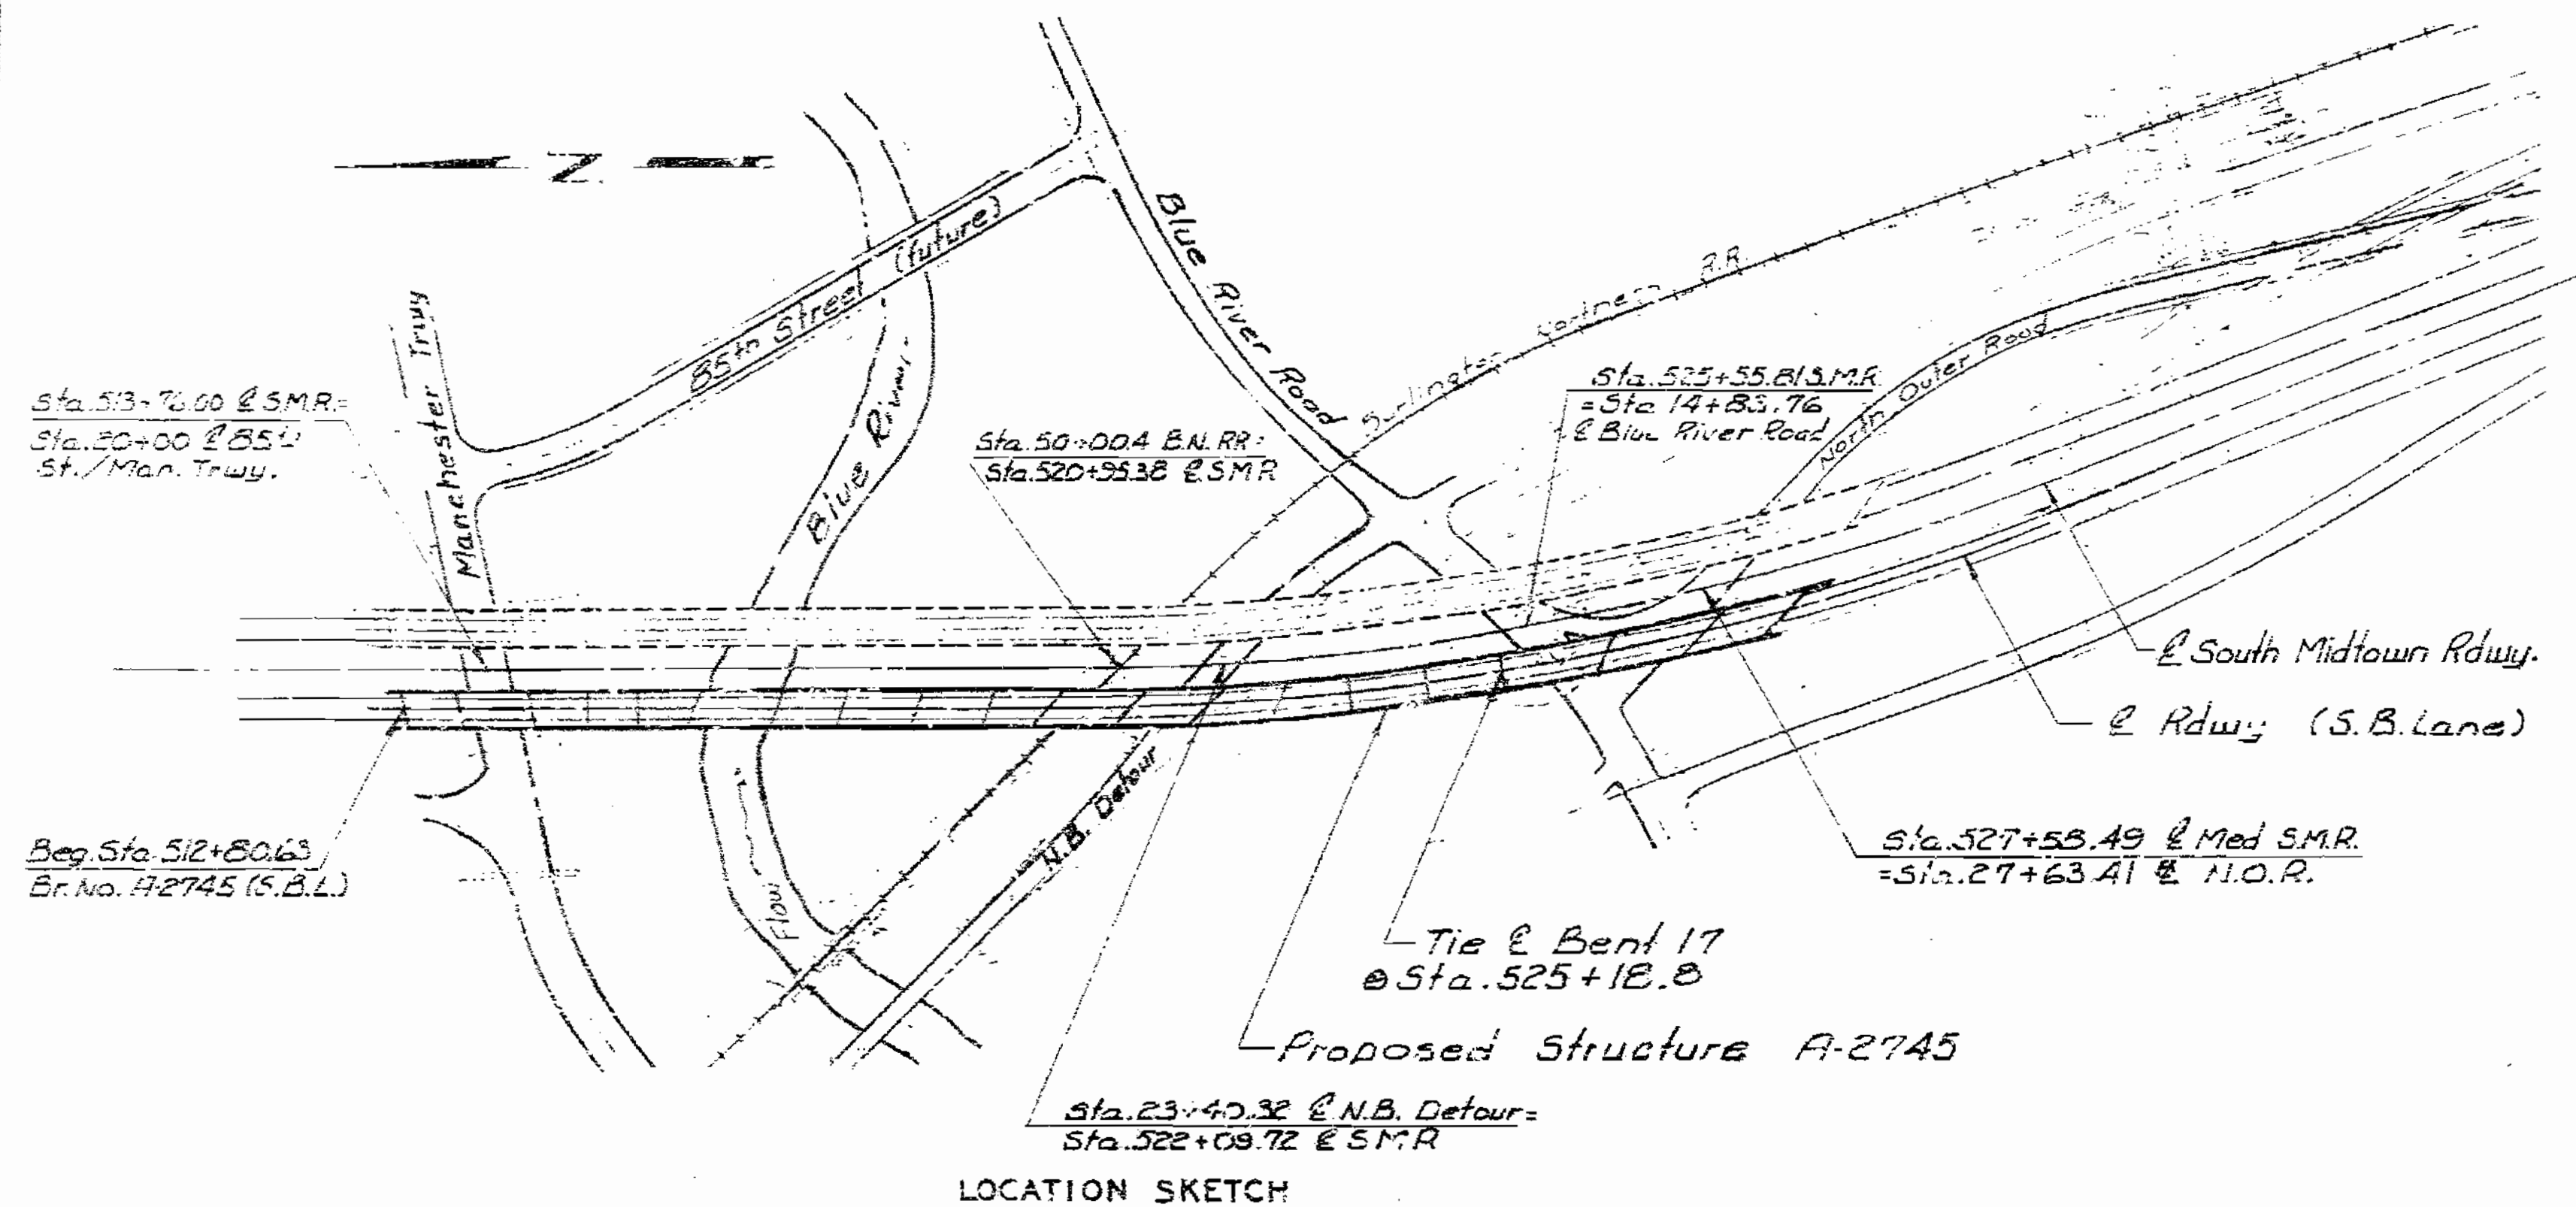 Z
85th Street (future)
Manchester Trwy
Blue River
Blue River Road
Burlington Northern R.R.
North Outer Road
Sta. 513+76.00 ℄ S.M.R.=
Sta. 20+00 ℄ 85th
St./Man. Trwy.
Sta. 50+00.4 B.N. RR=
Sta. 520+95.38 ℄ S.M.R
Sta. 525+55.81 S.M.R.
=Sta 14+83.76
℄ Blue River Road
℄ South Midtown Rdwy.
℄ Rdwy (S.B. Lane)
N.B. Detour
Flow
Beg. Sta. 512+80.63
Br. No. A-2745 (S.B.L.)
Sta. 527+53.49 ℄ Med S.M.R.
=Sta. 27+63.41 ℄ N.O.R.
Tie ℄ Bent 17
@ Sta. 525+18.8
Proposed Structure A-2745
Sta. 23+40.32 ℄ N.B. Detour=
Sta. 522+09.72 ℄ S.M.R
LOCATION SKETCH